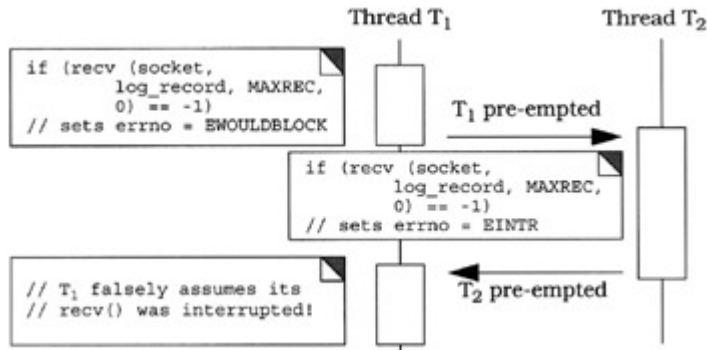 Thread T1
Thread T2
if (recv (socket,
log_record, MAXREC,
0) == -1)
// sets errno = EWOULDBLOCK
T1 pre-empted
if (recv (socket,
log_record, MAXREC,
0) == -1)
// sets errno = EINTR
// T1 falsely assumes its
// recv() was interrupted!
T2 pre-empted